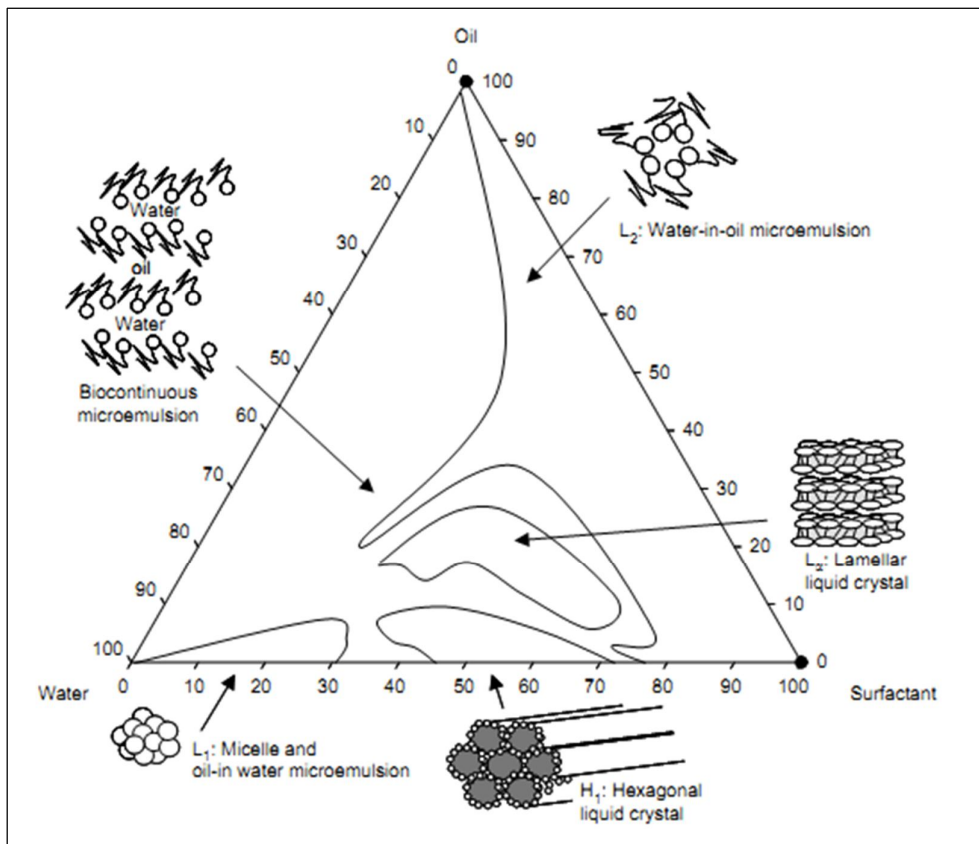 Oil
0
100
10
90
20
80
30
70
40
60
50
50
60
40
70
30
80
20
90
10
100
0
Water
0
10
20
30
40
50
60
70
80
90
100
Surfactant
Water
oil
Water
Biocontinuous
microemulsion
L2: Water-in-oil microemulsion
Lα: Lamellar
liquid crystal
L1: Micelle and
oil-in water microemulsion
H1: Hexagonal
liquid crystal